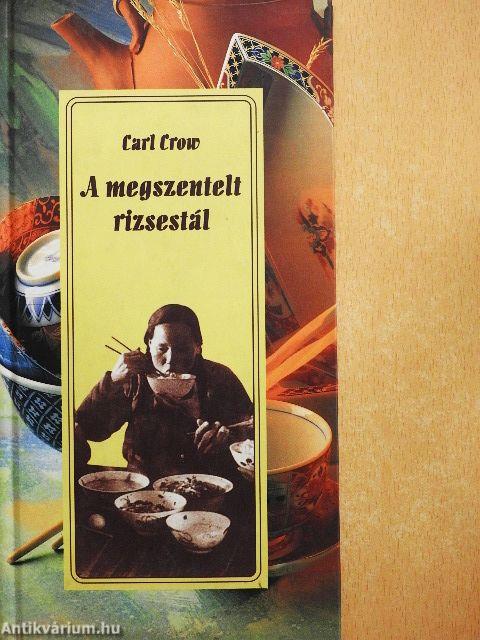 Carl Crow
A megszentelt
rizsestál
Antikvárium.hu